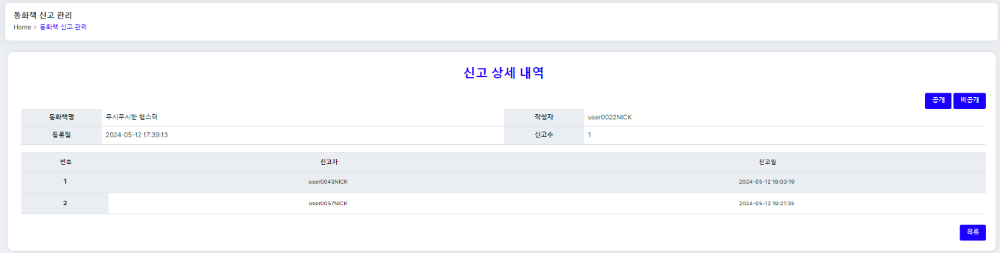 동화책 신고 관리
Home › 동화책 신고 관리
신고 상세 내역
공개 비공개
동화책명 무시무시한 햄스터 작성자 user0022NICK
등록일 2024-05-12 17:39:13 신고수 1
번호 신고자 신고일
1 user0045NICK 2024-05-12 18:03:19
2 user0057NICK 2024-05-12 19:21:35
목록